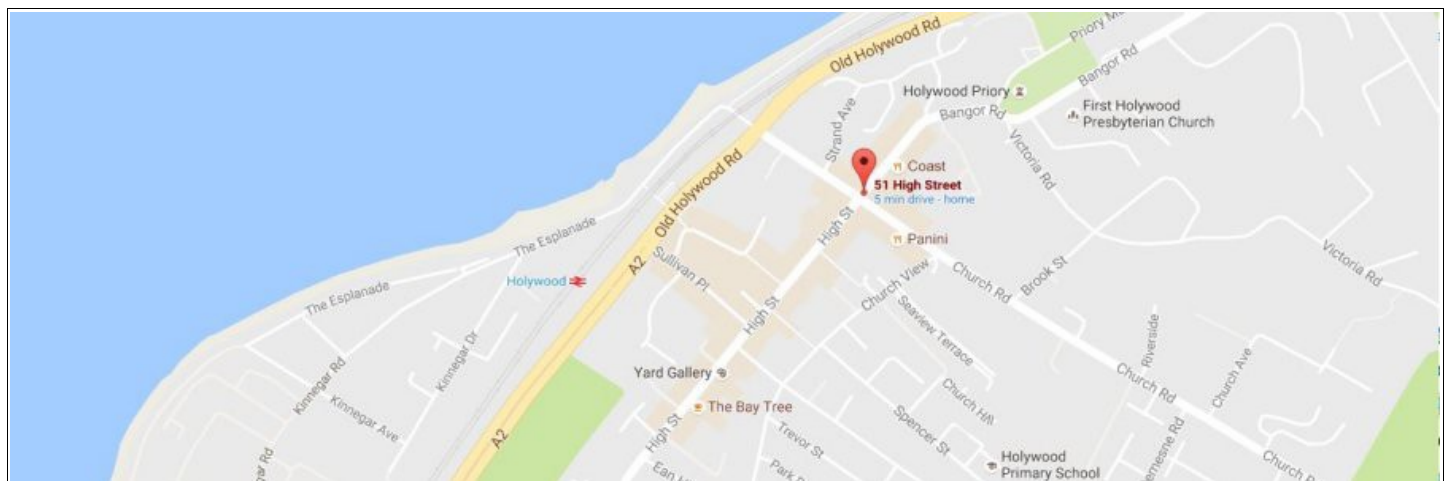 Old Holywood Rd
Priory
Bangor Rd
Holywood Priory
Bangor Rd
First Holywood
Presbyterian Church
Strand Ave
Victoria Rd
Coast
51 High Street
5 min drive - home
Old Holywood Rd
High St
Panini
The Esplanade
A2
Sullivan Pl
Church View
Church Rd
Brook St
Victoria Rd
Holywood
The Esplanade
Seaview Terrace
High St
Kinnegar Dr
Riverside
Kinnegar Rd
Yard Gallery
Church Ave
Church Rd
Church Hill
Kinnegar Ave
The Bay Tree
Spencer St
High St
A2
Trevor St
Holywood
Primary School
Church
Park